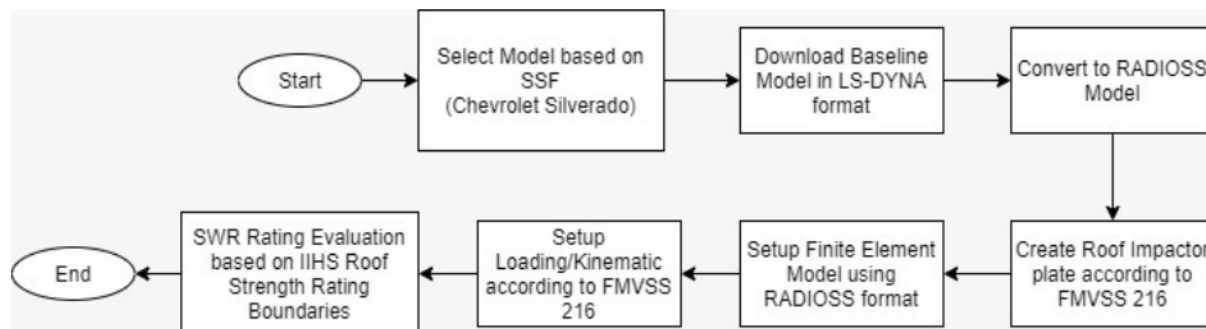 Start
Select Model based on
SSF
(Chevrolet Silverado)
Download Baseline
Model in LS-DYNA
format
Convert to RADIOSS
Model
Create Roof Impactor
plate according to
FMVSS 216
Setup Finite Element
Model using
RADIOSS format
Setup
Loading/Kinematic
according to FMVSS
216
SWR Rating Evaluation
based on IIHS Roof
Strength Rating
Boundaries
End